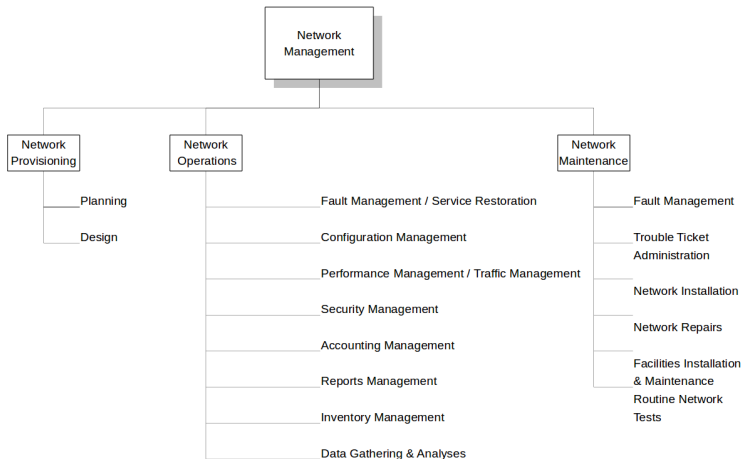 Network
Management
Network
Provisioning
Network
Operations
Network
Maintenance
Planning
Design
Fault Management / Service Restoration
Configuration Management
Performance Management / Traffic Management
Security Management
Accounting Management
Reports Management
Inventory Management
Data Gathering & Analyses
Fault Management
Trouble Ticket
Administration
Network Installation
Network Repairs
Facilities Installation
& Maintenance
Routine Network
Tests